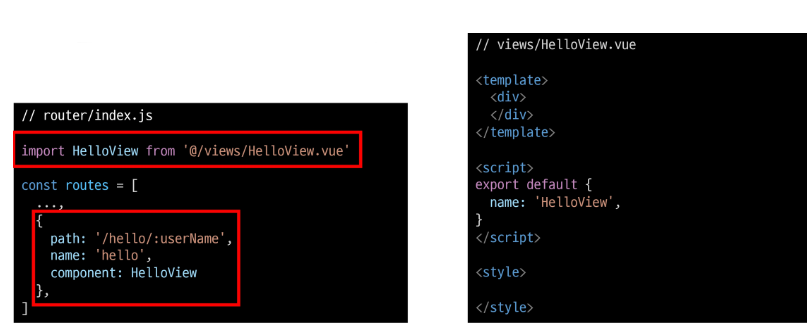 // router/index.js
import HelloView from '@/views/HelloView.vue'
const routes = [
...,
{
path: '/hello/:userName',
name: 'hello',
component: HelloView
},
]
// views/HelloView.vue
<template>
<div>
</div>
</template>
<script>
export default {
name: 'HelloView',
}
</script>
<style>
</style>